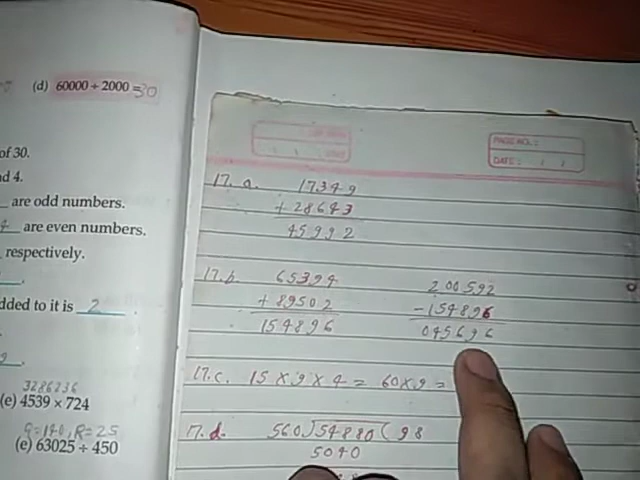 (d) 60000 ÷ 2000 = 30
of 30.
nd 4.
are odd numbers.
are even numbers.
respectively.
dded to it is 2.
3286236
(e) 4539 × 724
Q=140, R=25
(e) 63025 ÷ 450
PAGE NO.:
DATE: / /
17. a. 17349
+ 28643
45992
17. b. 65394
+ 89502
154896
200592
- 154896
045696
17. c. 15 × 9 × 4 = 60 × 9 =
17. d. 560)54880(98
5040